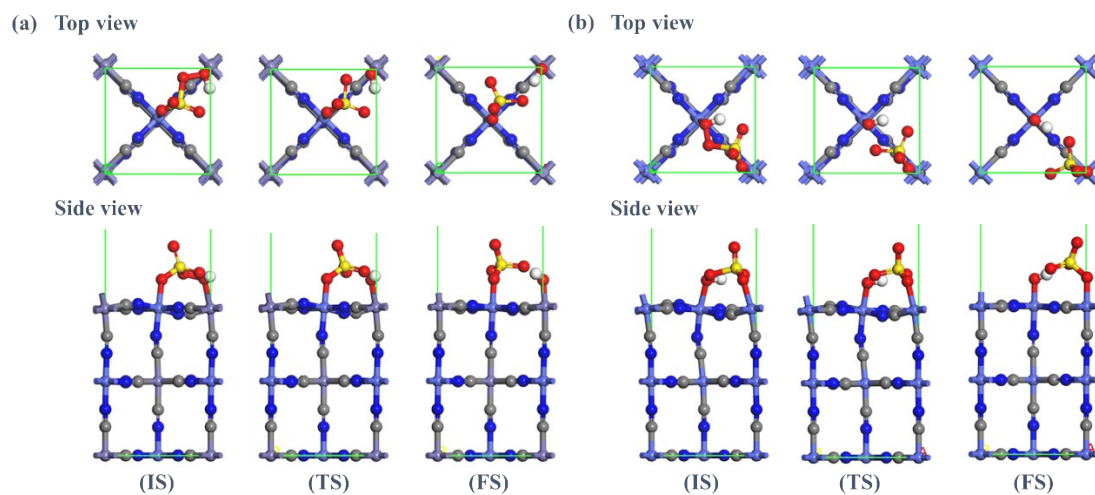 (a) Top view
(b) Top view
Side view
Side view
(IS) (TS) (FS)
(IS) (TS) (FS)